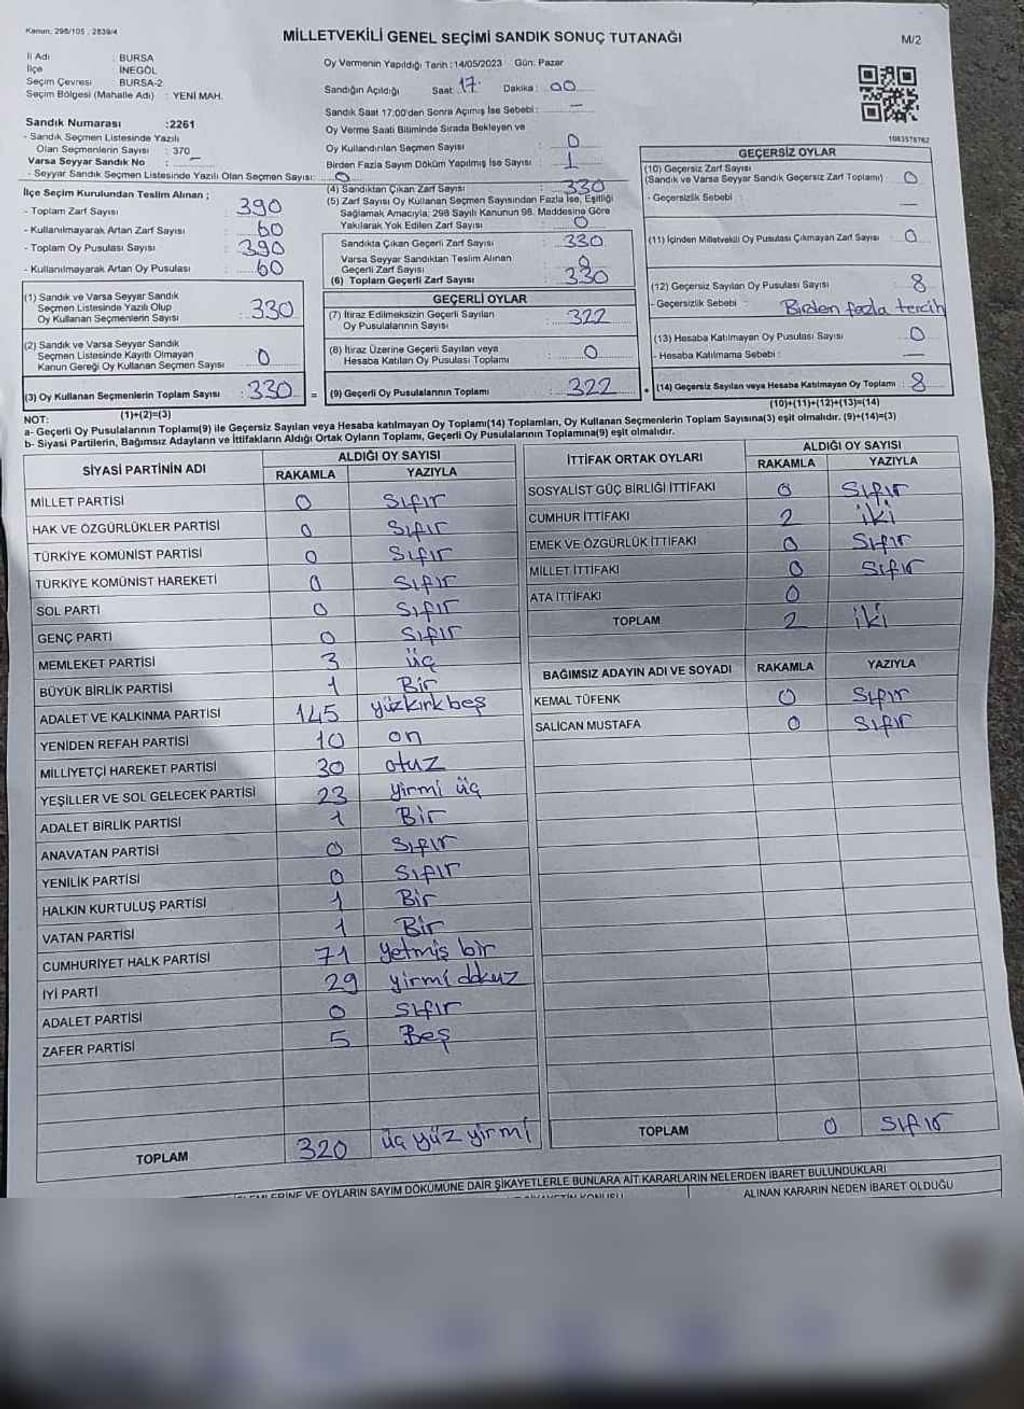 Kanun: 298/105 , 2839/4
MİLLETVEKİLİ GENEL SEÇİMİ SANDIK SONUÇ TUTANAĞI
M/2
İl Adı : BURSA
İlçe : İNEGÖL
Seçim Çevresi : BURSA-2
Seçim Bölgesi (Mahalle Adı) : YENİ MAH.
Sandık Numarası :2261
- Sandık Seçmen Listesinde Yazılı
Olan Seçmenlerin Sayısı : 370
Varsa Seyyar Sandık No : —
- Seyyar Sandık Seçmen Listesinde Yazılı Olan Seçmen Sayısı: 0
Oy Vermenin Yapıldığı Tarih :14/05/2023 Gün: Pazar
Sandığın Açıldığı Saat: 17 Dakika : 00
Sandık Saat 17:00'den Sonra Açımış İse Sebebi : —
Oy Verme Saati Bitiminde Sırada Bekleyen ve
Oy Kullandırılan Seçmen Sayısı : 0
Birden Fazla Sayım Döküm Yapılmış İse Sayısı : 1
1083578762
İlçe Seçim Kurulundan Teslim Alınan ;
- Toplam Zarf Sayısı : 390
- Kullanılmayarak Artan Zarf Sayısı : 60
- Toplam Oy Pusulası Sayısı : 390
- Kullanılmayarak Artan Oy Pusulası : 60
(1) Sandık ve Varsa Seyyar Sandık
Seçmen Listesinde Yazılı Olup
Oy Kullanan Seçmenlerin Sayısı : 330
(2) Sandık ve Varsa Seyyar Sandık
Seçmen Listesinde Kayıtlı Olmayan
Kanun Gereği Oy Kullanan Seçmen Sayısı : 0
(3) Oy Kullanan Seçmenlerin Toplam Sayısı : 330 =
(1)+(2)=(3)
(4) Sandıktan Çıkan Zarf Sayısı : 330
(5) Zarf Sayısı Oy Kullanan Seçmen Sayısından Fazla İse, Eşitliği
Sağlamak Amacıyla; 298 Sayılı Kanunun 98. Maddesine Göre
Yakılarak Yok Edilen Zarf Sayısı : 0
Sandıkta Çıkan Geçerli Zarf Sayısı : 330
Varsa Seyyar Sandıktan Teslim Alınan
Geçerli Zarf Sayısı : 0
(6) Toplam Geçerli Zarf Sayısı : 330
GEÇERLİ OYLAR
(7) İtiraz Edilmeksizin Geçerli Sayılan
Oy Pusulalarının Sayısı : 322
(8) İtiraz Üzerine Geçerli Sayılan veya
Hesaba Katılan Oy Pusulası Toplamı : 0
(9) Geçerli Oy Pusulalarının Toplamı : 322 +
GEÇERSİZ OYLAR
(10) Geçersiz Zarf Sayısı
(Sandık ve Varsa Seyyar Sandık Geçersiz Zarf Toplamı) : 0
- Geçersizlik Sebebi : —
(11) İçinden Milletvekili Oy Pusulası Çıkmayan Zarf Sayısı : 0
(12) Geçersiz Sayılan Oy Pusulası Sayısı : 8
- Geçersizlik Sebebi : Birden fazla tercih
(13) Hesaba Katılmayan Oy Pusulası Sayısı : 0
- Hesaba Katılmama Sebebi : —
(14) Geçersiz Sayılan veya Hesaba Katılmayan Oy Toplamı : 8
(10)+(11)+(12)+(13)=(14)
NOT:
a- Geçerli Oy Pusulalarının Toplamı(9) ile Geçersiz Sayılan veya Hesaba katılmayan Oy Toplamı(14) Toplamları, Oy Kullanan Seçmenlerin Toplam Sayısına(3) eşit olmalıdır. (9)+(14)=(3)
b- Siyasi Partilerin, Bağımsız Adayların ve İttifakların Aldığı Ortak Oyların Toplamı, Geçerli Oy Pusulalarının Toplamına(9) eşit olmalıdır.
SİYASİ PARTİNİN ADI
ALDIĞI OY SAYISI
RAKAMLA YAZIYLA
MİLLET PARTİSİ 0 Sıfır
HAK VE ÖZGÜRLÜKLER PARTİSİ 0 Sıfır
TÜRKİYE KOMÜNİST PARTİSİ 0 Sıfır
TÜRKİYE KOMÜNİST HAREKETİ 0 Sıfır
SOL PARTİ 0 Sıfır
GENÇ PARTİ 0 Sıfır
MEMLEKET PARTİSİ 3 üç
BÜYÜK BİRLİK PARTİSİ 1 Bir
ADALET VE KALKINMA PARTİSİ 145 yüzkırkbeş
YENİDEN REFAH PARTİSİ 10 on
MİLLİYETÇİ HAREKET PARTİSİ 30 otuz
YEŞİLLER VE SOL GELECEK PARTİSİ 23 yirmi üç
ADALET BİRLİK PARTİSİ 1 Bir
ANAVATAN PARTİSİ 0 Sıfır
YENİLİK PARTİSİ 0 Sıfır
HALKIN KURTULUŞ PARTİSİ 1 Bir
VATAN PARTİSİ 1 Bir
CUMHURİYET HALK PARTİSİ 71 yetmiş bir
İYİ PARTİ 29 yirmi dokuz
ADALET PARTİSİ 0 Sıfır
ZAFER PARTİSİ 5 Beş
TOPLAM 320 üç yüz yirmi
İTTİFAK ORTAK OYLARI
ALDIĞI OY SAYISI
RAKAMLA YAZIYLA
SOSYALİST GÜÇ BİRLİĞİ İTTİFAKI 0 Sıfır
CUMHUR İTTİFAKI 2 iki
EMEK VE ÖZGÜRLÜK İTTİFAKI 0 Sıfır
MİLLET İTTİFAKI 0 Sıfır
ATA İTTİFAKI 0
TOPLAM 2 iki
BAĞIMSIZ ADAYIN ADI VE SOYADI RAKAMLA YAZIYLA
KEMAL TÜFENK 0 Sıfır
SALİCAN MUSTAFA 0 Sıfır
TOPLAM 0 Sıfır
ERİNE VE OYLARIN SAYIM DÖKÜMÜNE DAİR ŞİKAYETLERLE BUNLARA AİT KARARLARIN NELERDEN İBARET BULUNDUKLARI
ALINAN KARARIN NEDEN İBARET OLDUĞU